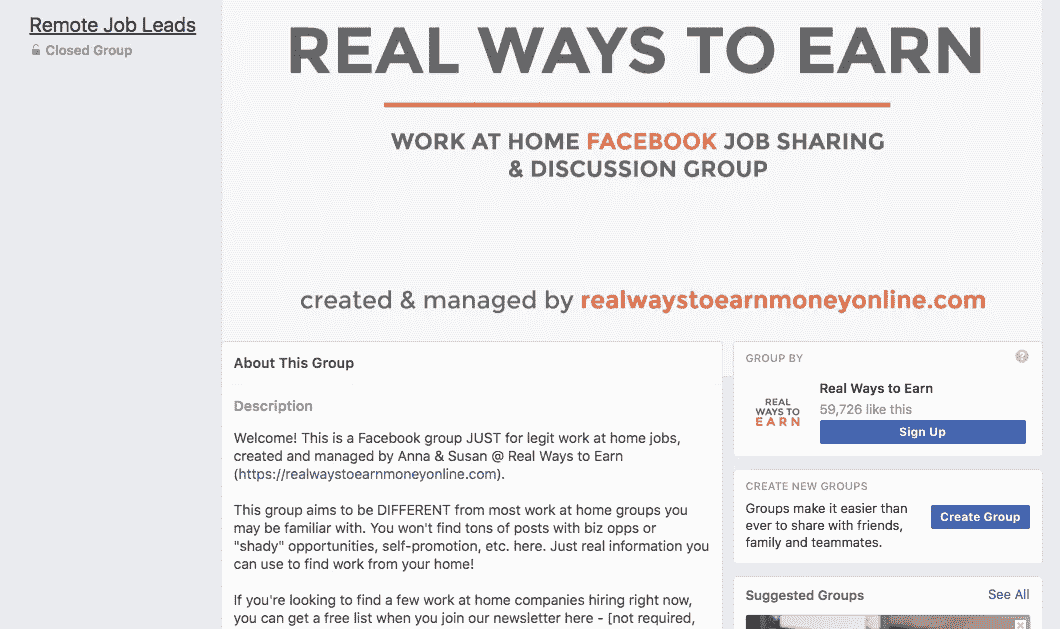 Remote Job Leads
Closed Group
REAL WAYS TO EARN
WORK AT HOME FACEBOOK JOB SHARING
& DISCUSSION GROUP
created & managed by realwaystoearnmoneyonline.com
About This Group
Description
Welcome! This is a Facebook group JUST for legit work at home jobs,
created and managed by Anna & Susan @ Real Ways to Earn
(https://realwaystoearnmoneyonline.com).
This group aims to be DIFFERENT from most work at home groups you
may be familiar with. You won't find tons of posts with biz opps or
"shady" opportunities, self-promotion, etc. here. Just real information you
can use to find work from your home!
If you're looking to find a few work at home companies hiring right now,
you can get a free list when you join our newsletter here - [not required,
GROUP BY
REAL
WAYS TO
EARN
Real Ways to Earn
59,726 like this
Sign Up
CREATE NEW GROUPS
Groups make it easier than
ever to share with friends,
family and teammates.
Create Group
Suggested Groups
See All